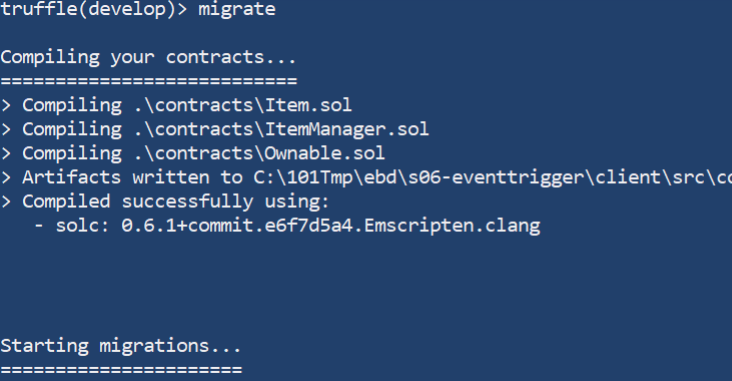 truffle(develop)> migrate
Compiling your contracts...
===========================
> Compiling .\contracts\Item.sol
> Compiling .\contracts\ItemManager.sol
> Compiling .\contracts\Ownable.sol
> Artifacts written to C:\101Tmp\ebd\s06-eventtrigger\client\src\co
> Compiled successfully using:
   - solc: 0.6.1+commit.e6f7d5a4.Emscripten.clang
Starting migrations...
======================